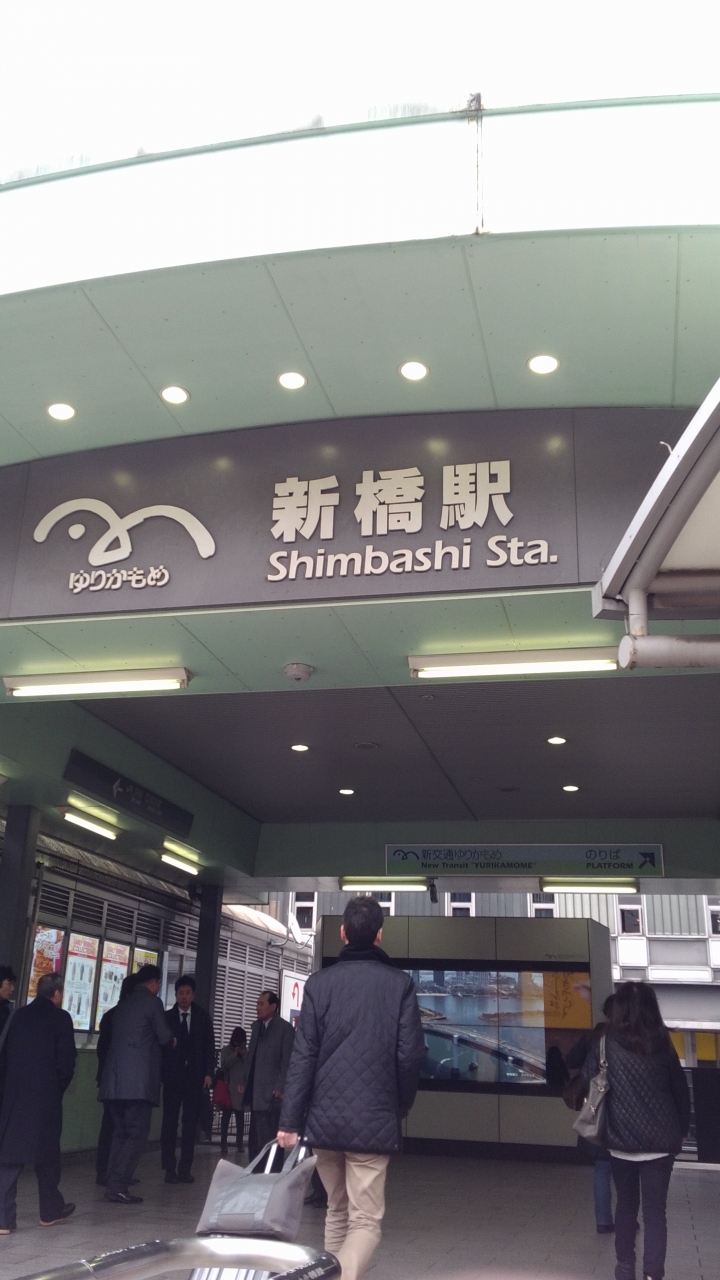 新橋駅
Shimbashi Sta.
ゆりかもめ
新交通ゆりかもめ
New Transit "YURIKAMOME"
のりば
PLATFORM